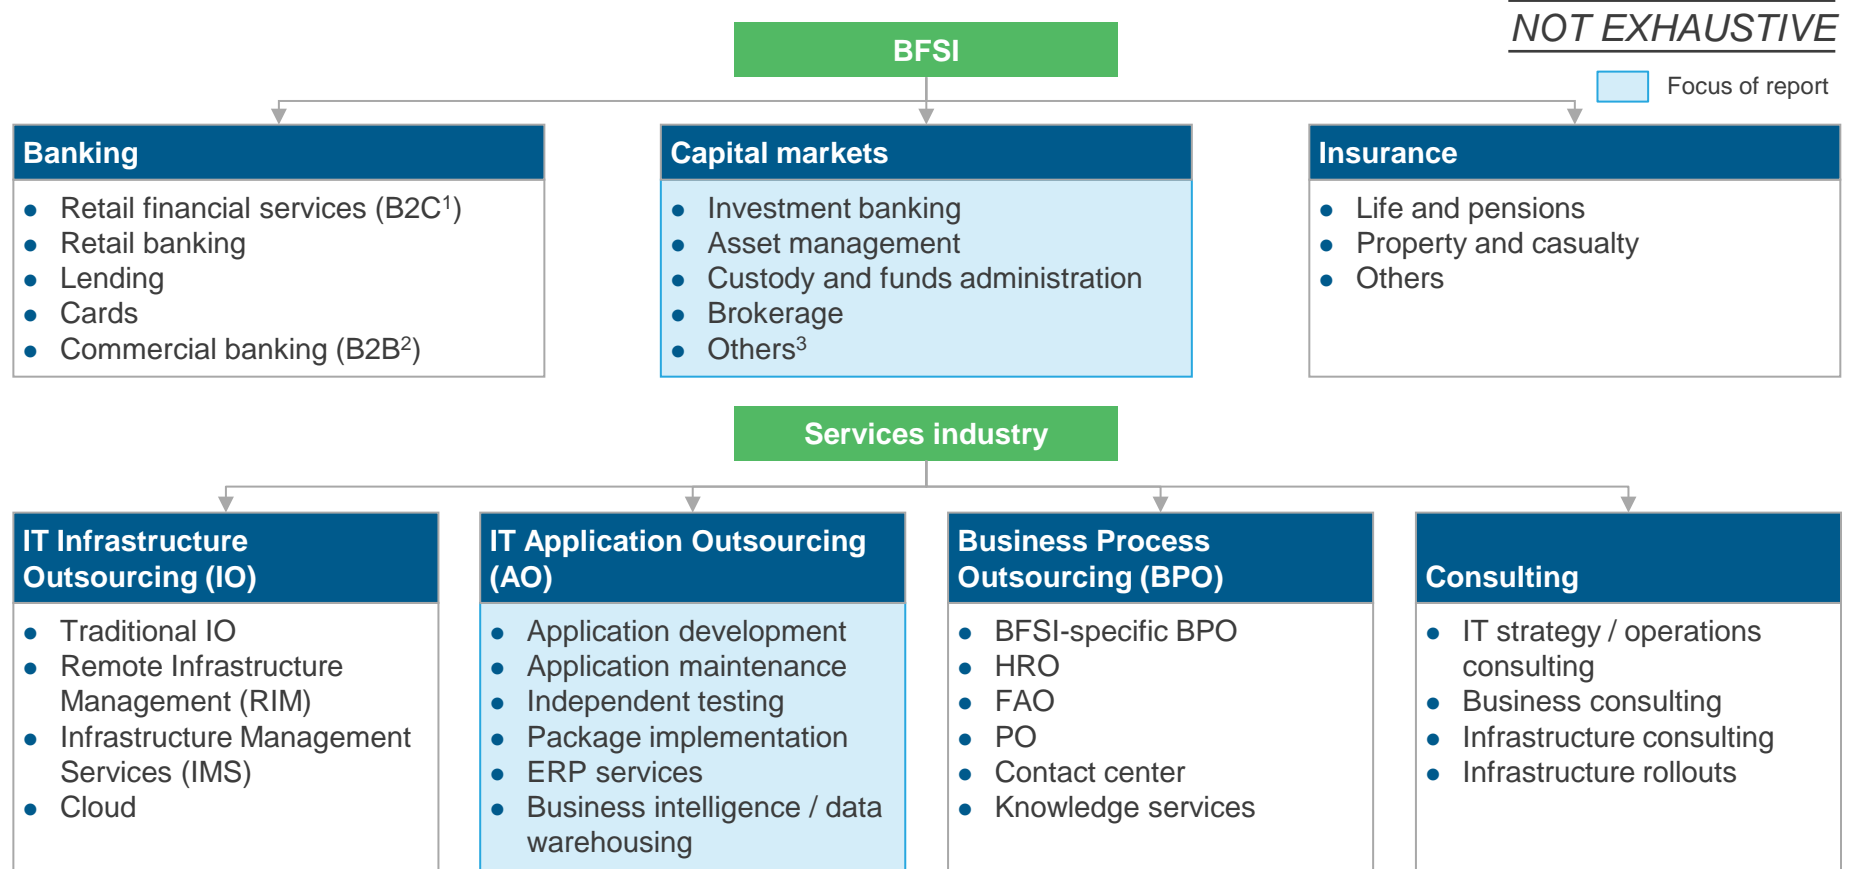 NOT EXHAUSTIVE
BFSI
Focus of report
Banking
Retail financial services (B2C¹)
Retail banking
Lending
Cards
Commercial banking (B2B²)
Capital markets
Investment banking
Asset management
Custody and funds administration
Brokerage
Others³
Insurance
Life and pensions
Property and casualty
Others
Services industry
IT Infrastructure
Outsourcing (IO)
Traditional IO
Remote Infrastructure
Management (RIM)
Infrastructure Management
Services (IMS)
Cloud
IT Application Outsourcing
(AO)
Application development
Application maintenance
Independent testing
Package implementation
ERP services
Business intelligence / data
warehousing
Business Process
Outsourcing (BPO)
BFSI-specific BPO
HRO
FAO
PO
Contact center
Knowledge services
Consulting
IT strategy / operations
consulting
Business consulting
Infrastructure consulting
Infrastructure rollouts